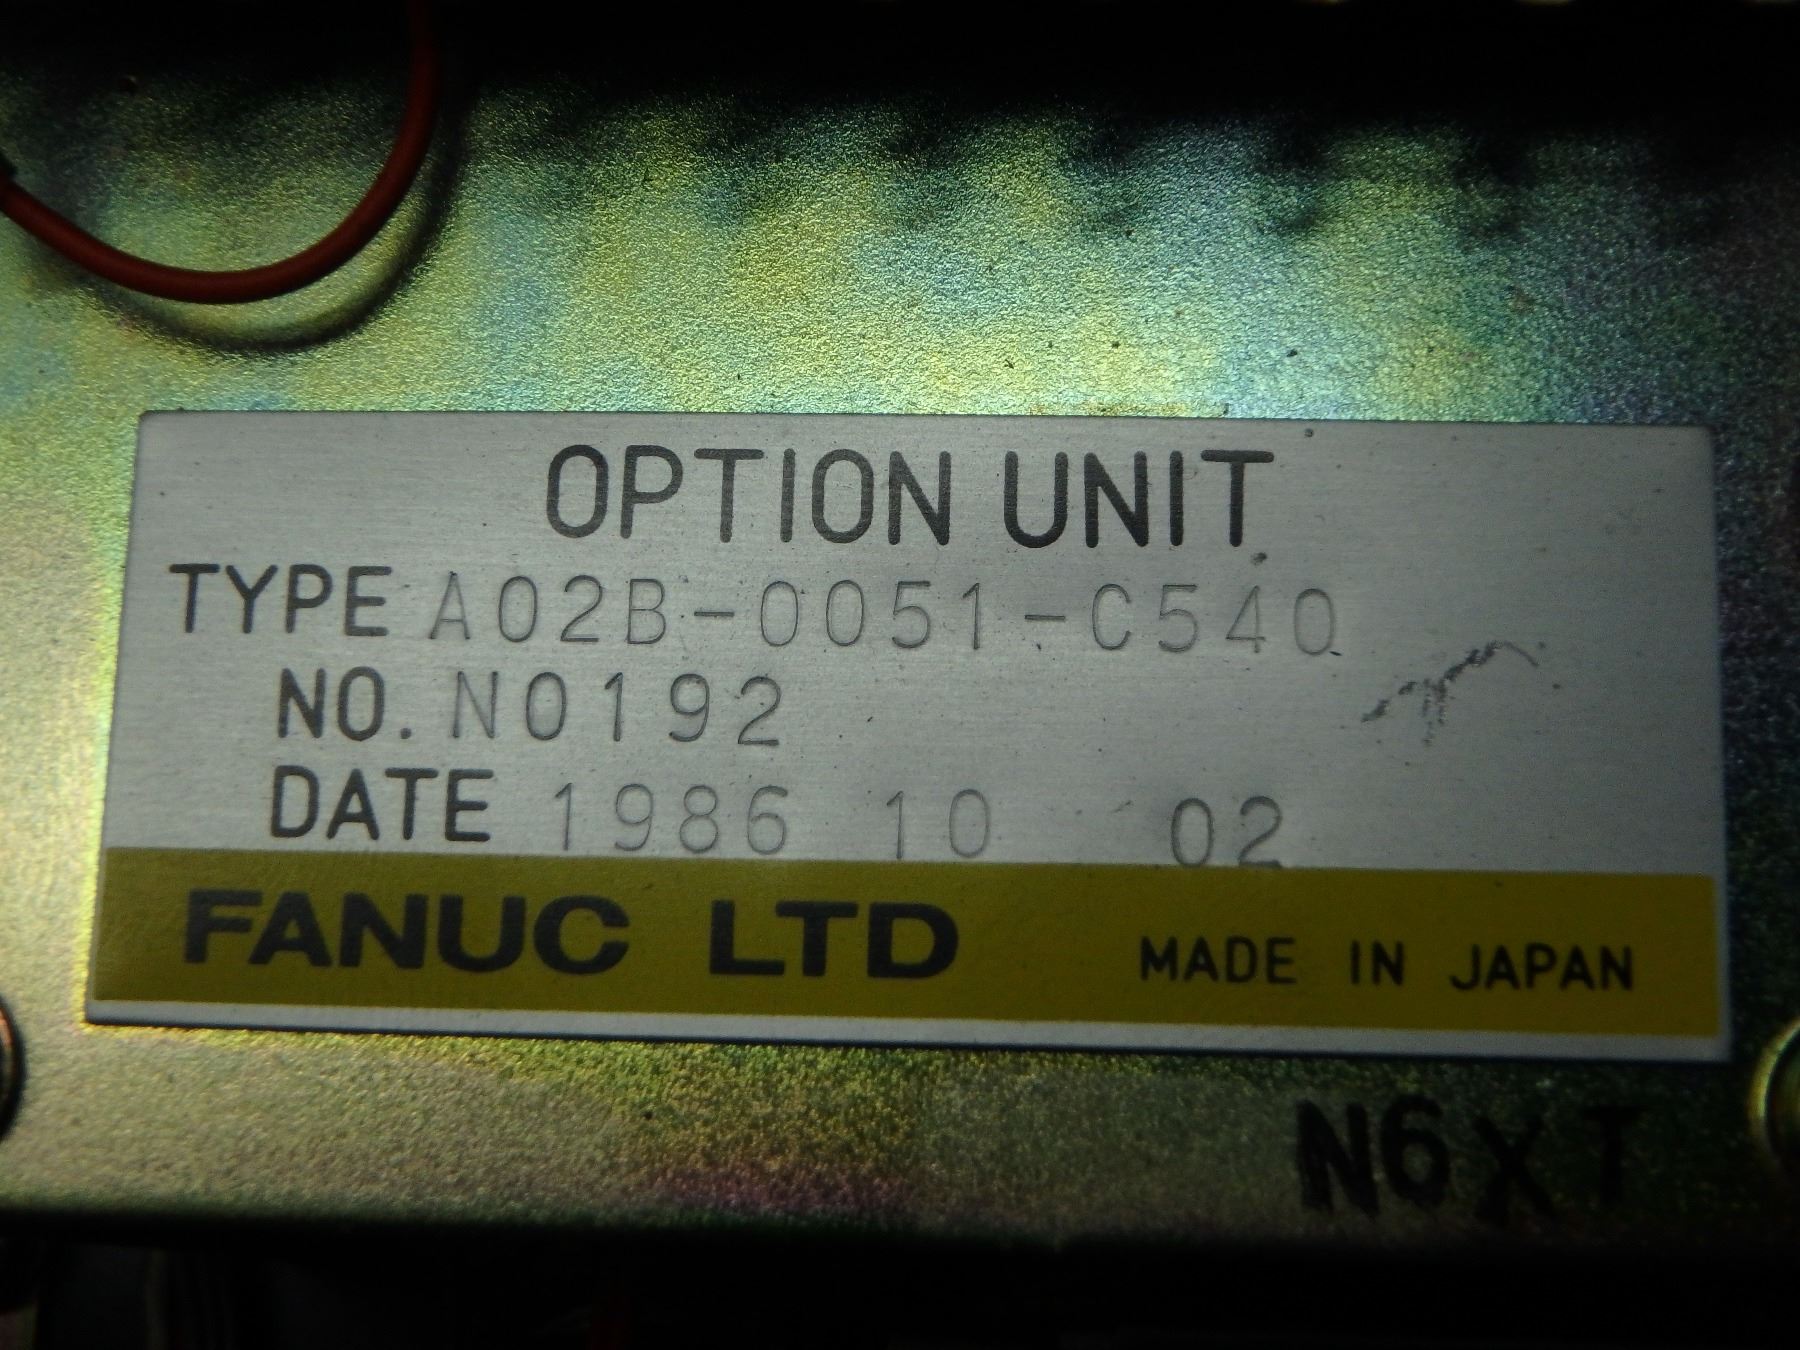 OPTION UNIT
TYPE A02B-0051-C540
NO. N0192
DATE 1986 10 02
FANUC LTD MADE IN JAPAN
N6XT